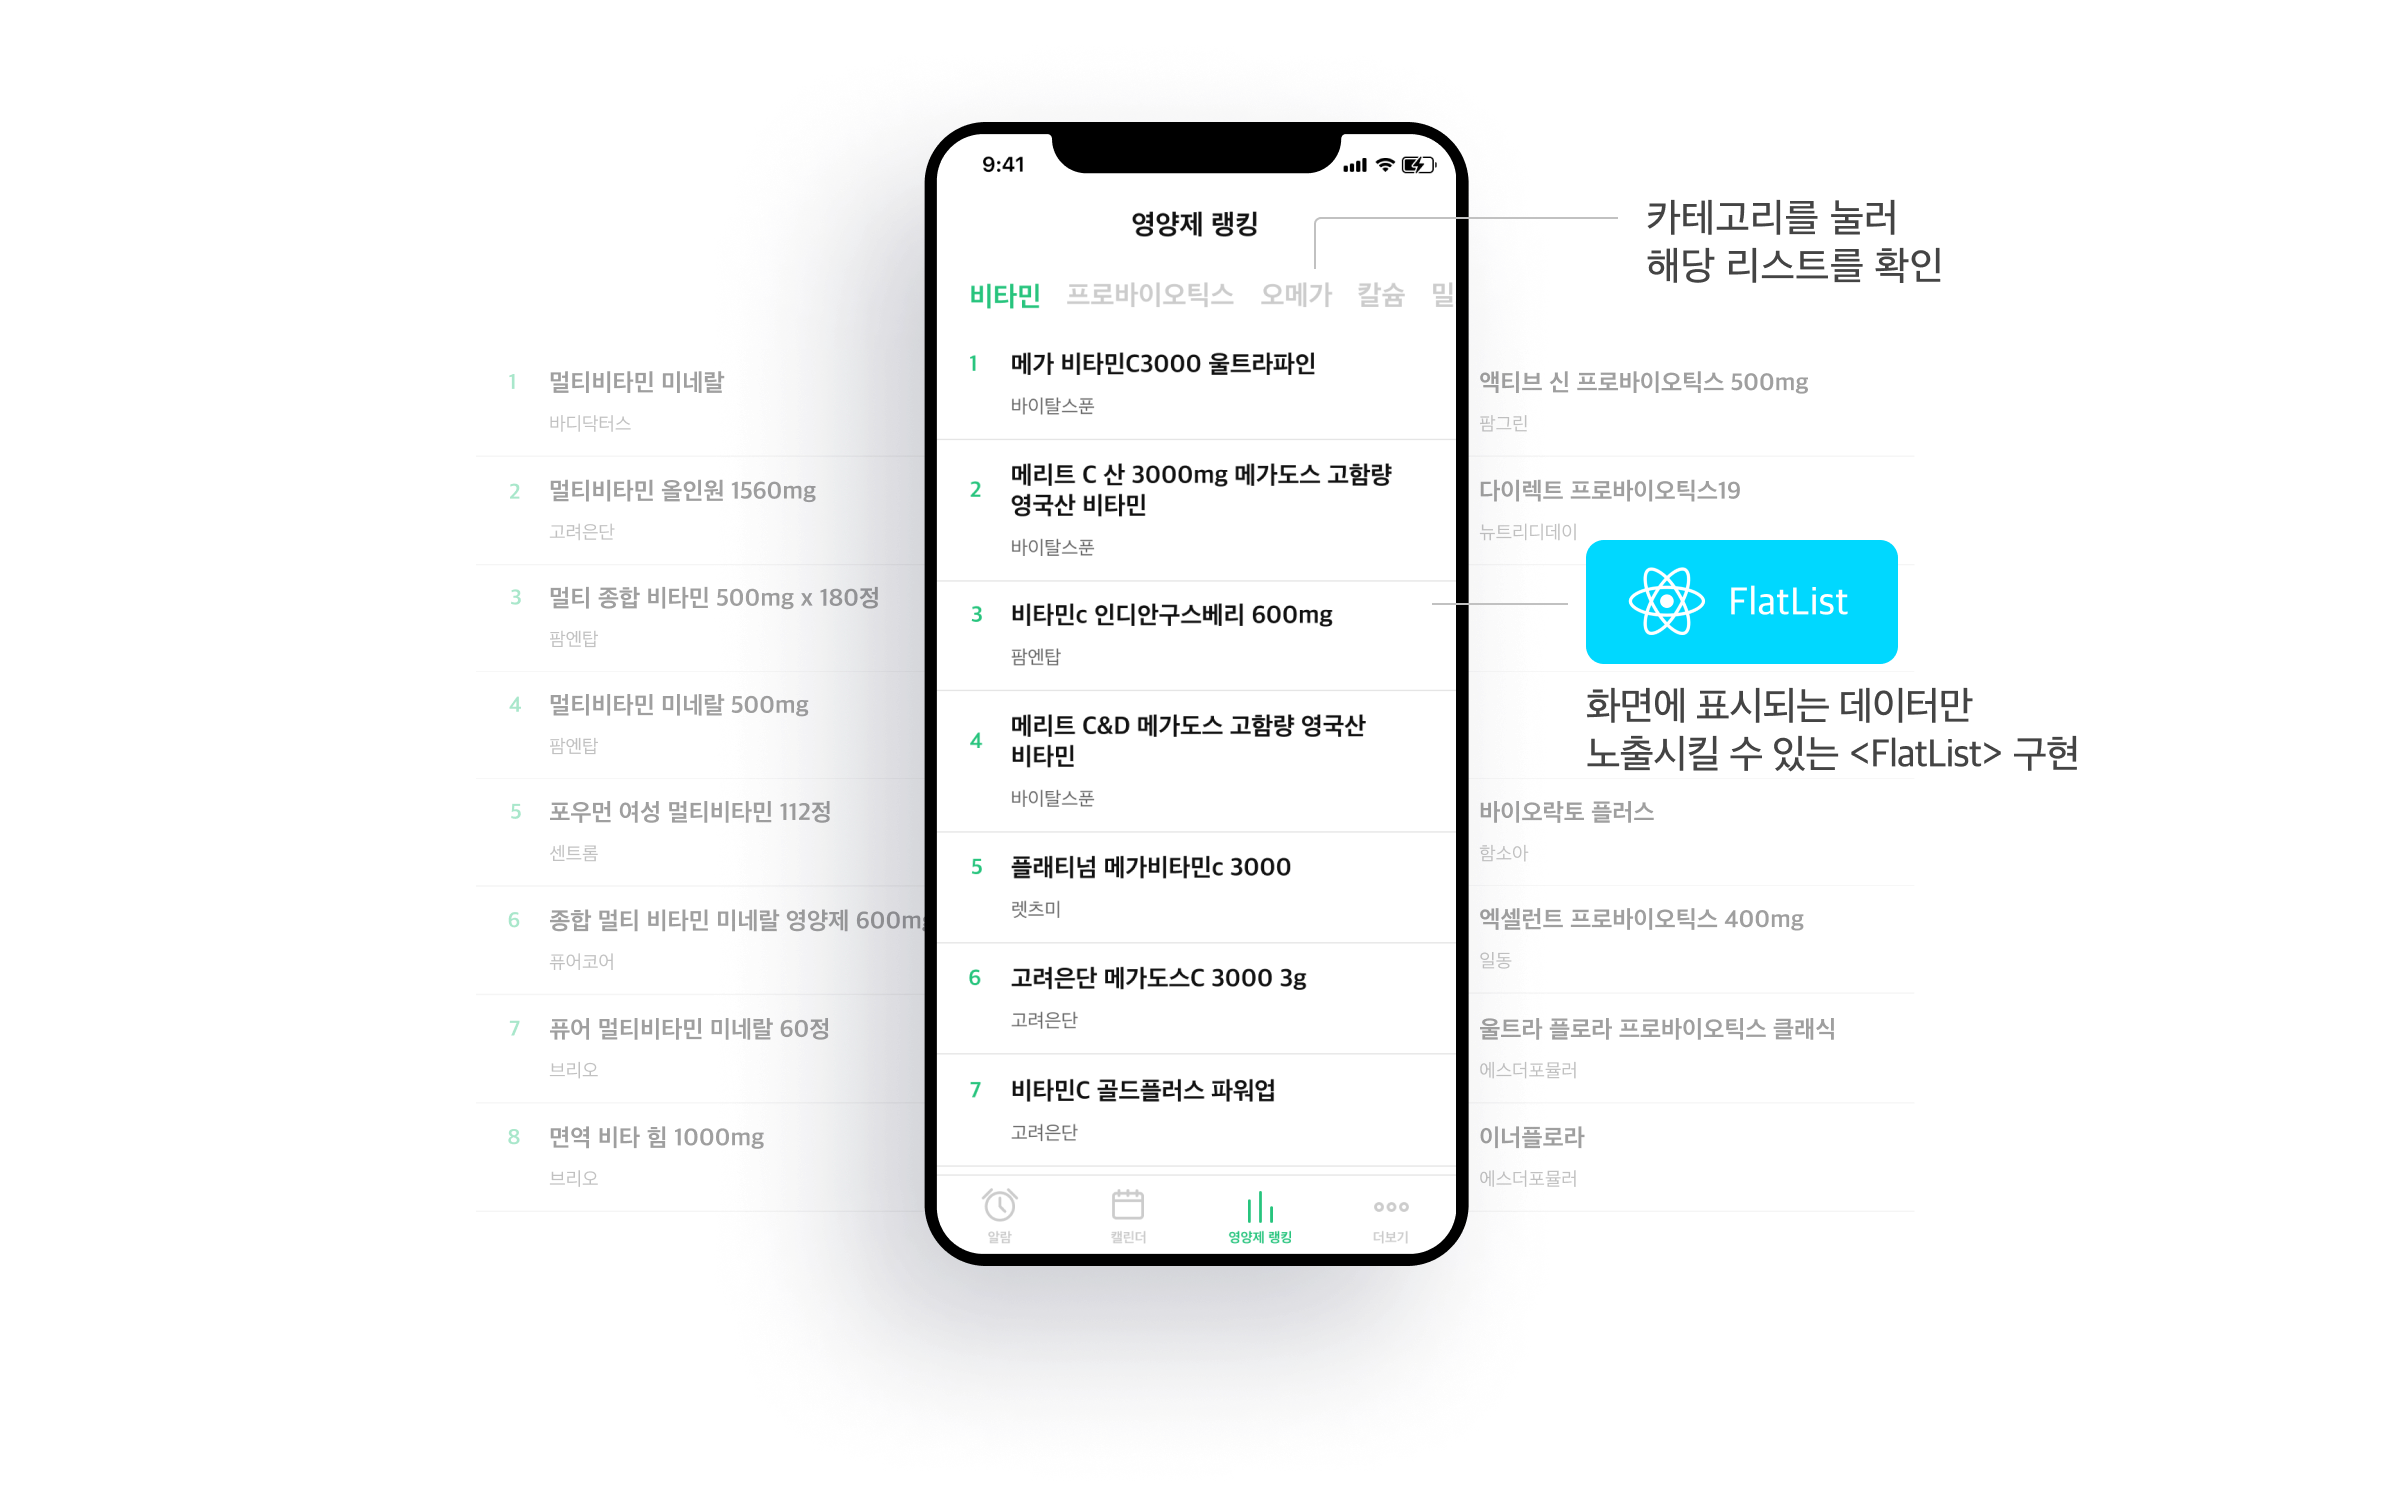 9:41
영양제 랭킹
비타민 프로바이오틱스 오메가 칼슘 밀
1 메가 비타민C3000 울트라파인
바이탈스푼
2 메리트 C 산 3000mg 메가도스 고함량
영국산 비타민
바이탈스푼
3 비타민c 인디안구스베리 600mg
팜엔탑
4 메리트 C&D 메가도스 고함량 영국산
비타민
바이탈스푼
5 플래티넘 메가비타민c 3000
렛츠미
6 고려은단 메가도스C 3000 3g
고려은단
7 비타민C 골드플러스 파워업
고려은단
알람 캘린더 영양제 랭킹 더보기
1 멀티비타민 미네랄
바디닥터스
2 멀티비타민 올인원 1560mg
고려은단
3 멀티 종합 비타민 500mg x 180정
팜엔탑
4 멀티비타민 미네랄 500mg
팜엔탑
5 포우먼 여성 멀티비타민 112정
센트롬
6 종합 멀티 비타민 미네랄 영양제 600mg
퓨어코어
7 퓨어 멀티비타민 미네랄 60정
브리오
8 면역 비타 힘 1000mg
브리오
카테고리를 눌러
해당 리스트를 확인
액티브 신 프로바이오틱스 500mg
팜그린
다이렉트 프로바이오틱스19
뉴트리디데이
FlatList
화면에 표시되는 데이터만
노출시킬 수 있는 <FlatList> 구현
바이오락토 플러스
함소아
엑셀런트 프로바이오틱스 400mg
일동
울트라 플로라 프로바이오틱스 클래식
에스더포뮬러
이너플로라
에스더포뮬러